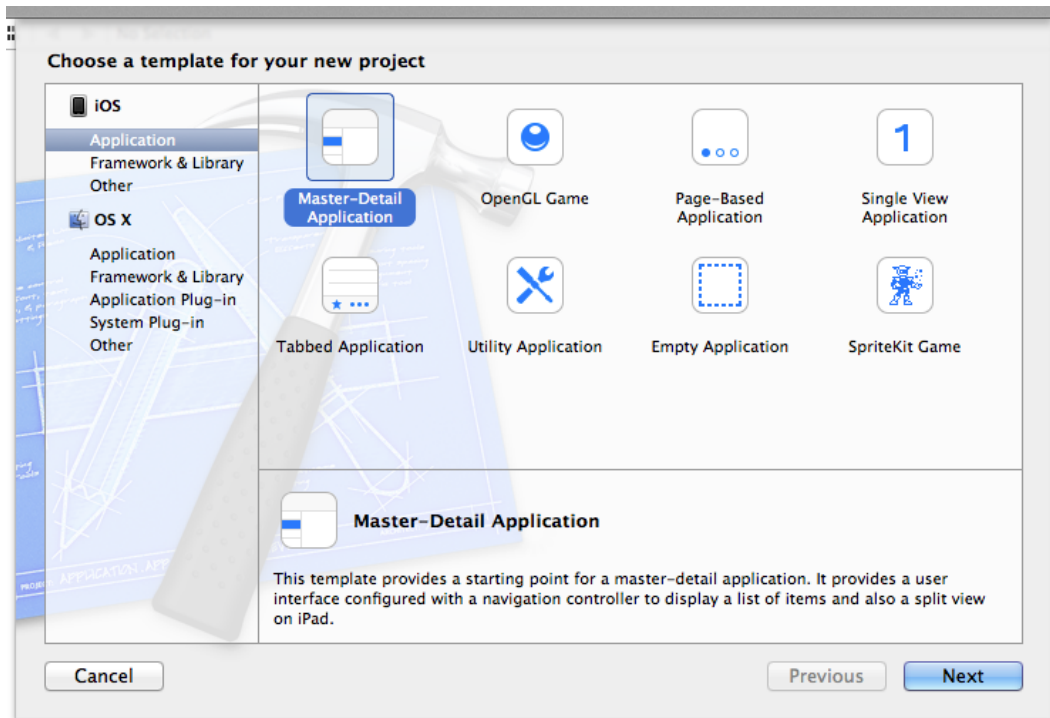 No Selection
Choose a template for your new project
iOS
Application
Framework & Library
Other
OS X
Application
Framework & Library
Application Plug-in
System Plug-in
Other
Master-Detail
Application
OpenGL Game
Page-Based
Application
1
Single View
Application
Tabbed Application
Utility Application
Empty Application
SpriteKit Game
Master-Detail Application
This template provides a starting point for a master-detail application. It provides a user
interface configured with a navigation controller to display a list of items and also a split view
on iPad.
Cancel
Previous
Next